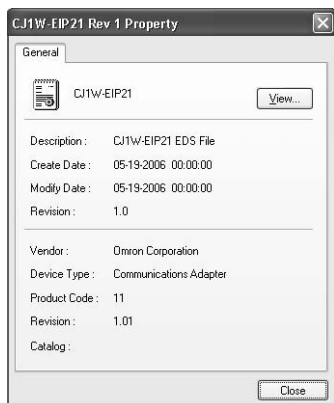 CJ1W-EIP21 Rev 1 Property
General
CJ1W-EIP21
View...
Description : CJ1W-EIP21 EDS File
Create Date : 05-19-2006 00:00:00
Modify Date : 05-19-2006 00:00:00
Revision : 1.0
Vendor : Omron Corporation
Device Type : Communications Adapter
Product Code : 11
Revision : 1.01
Catalog :
Close